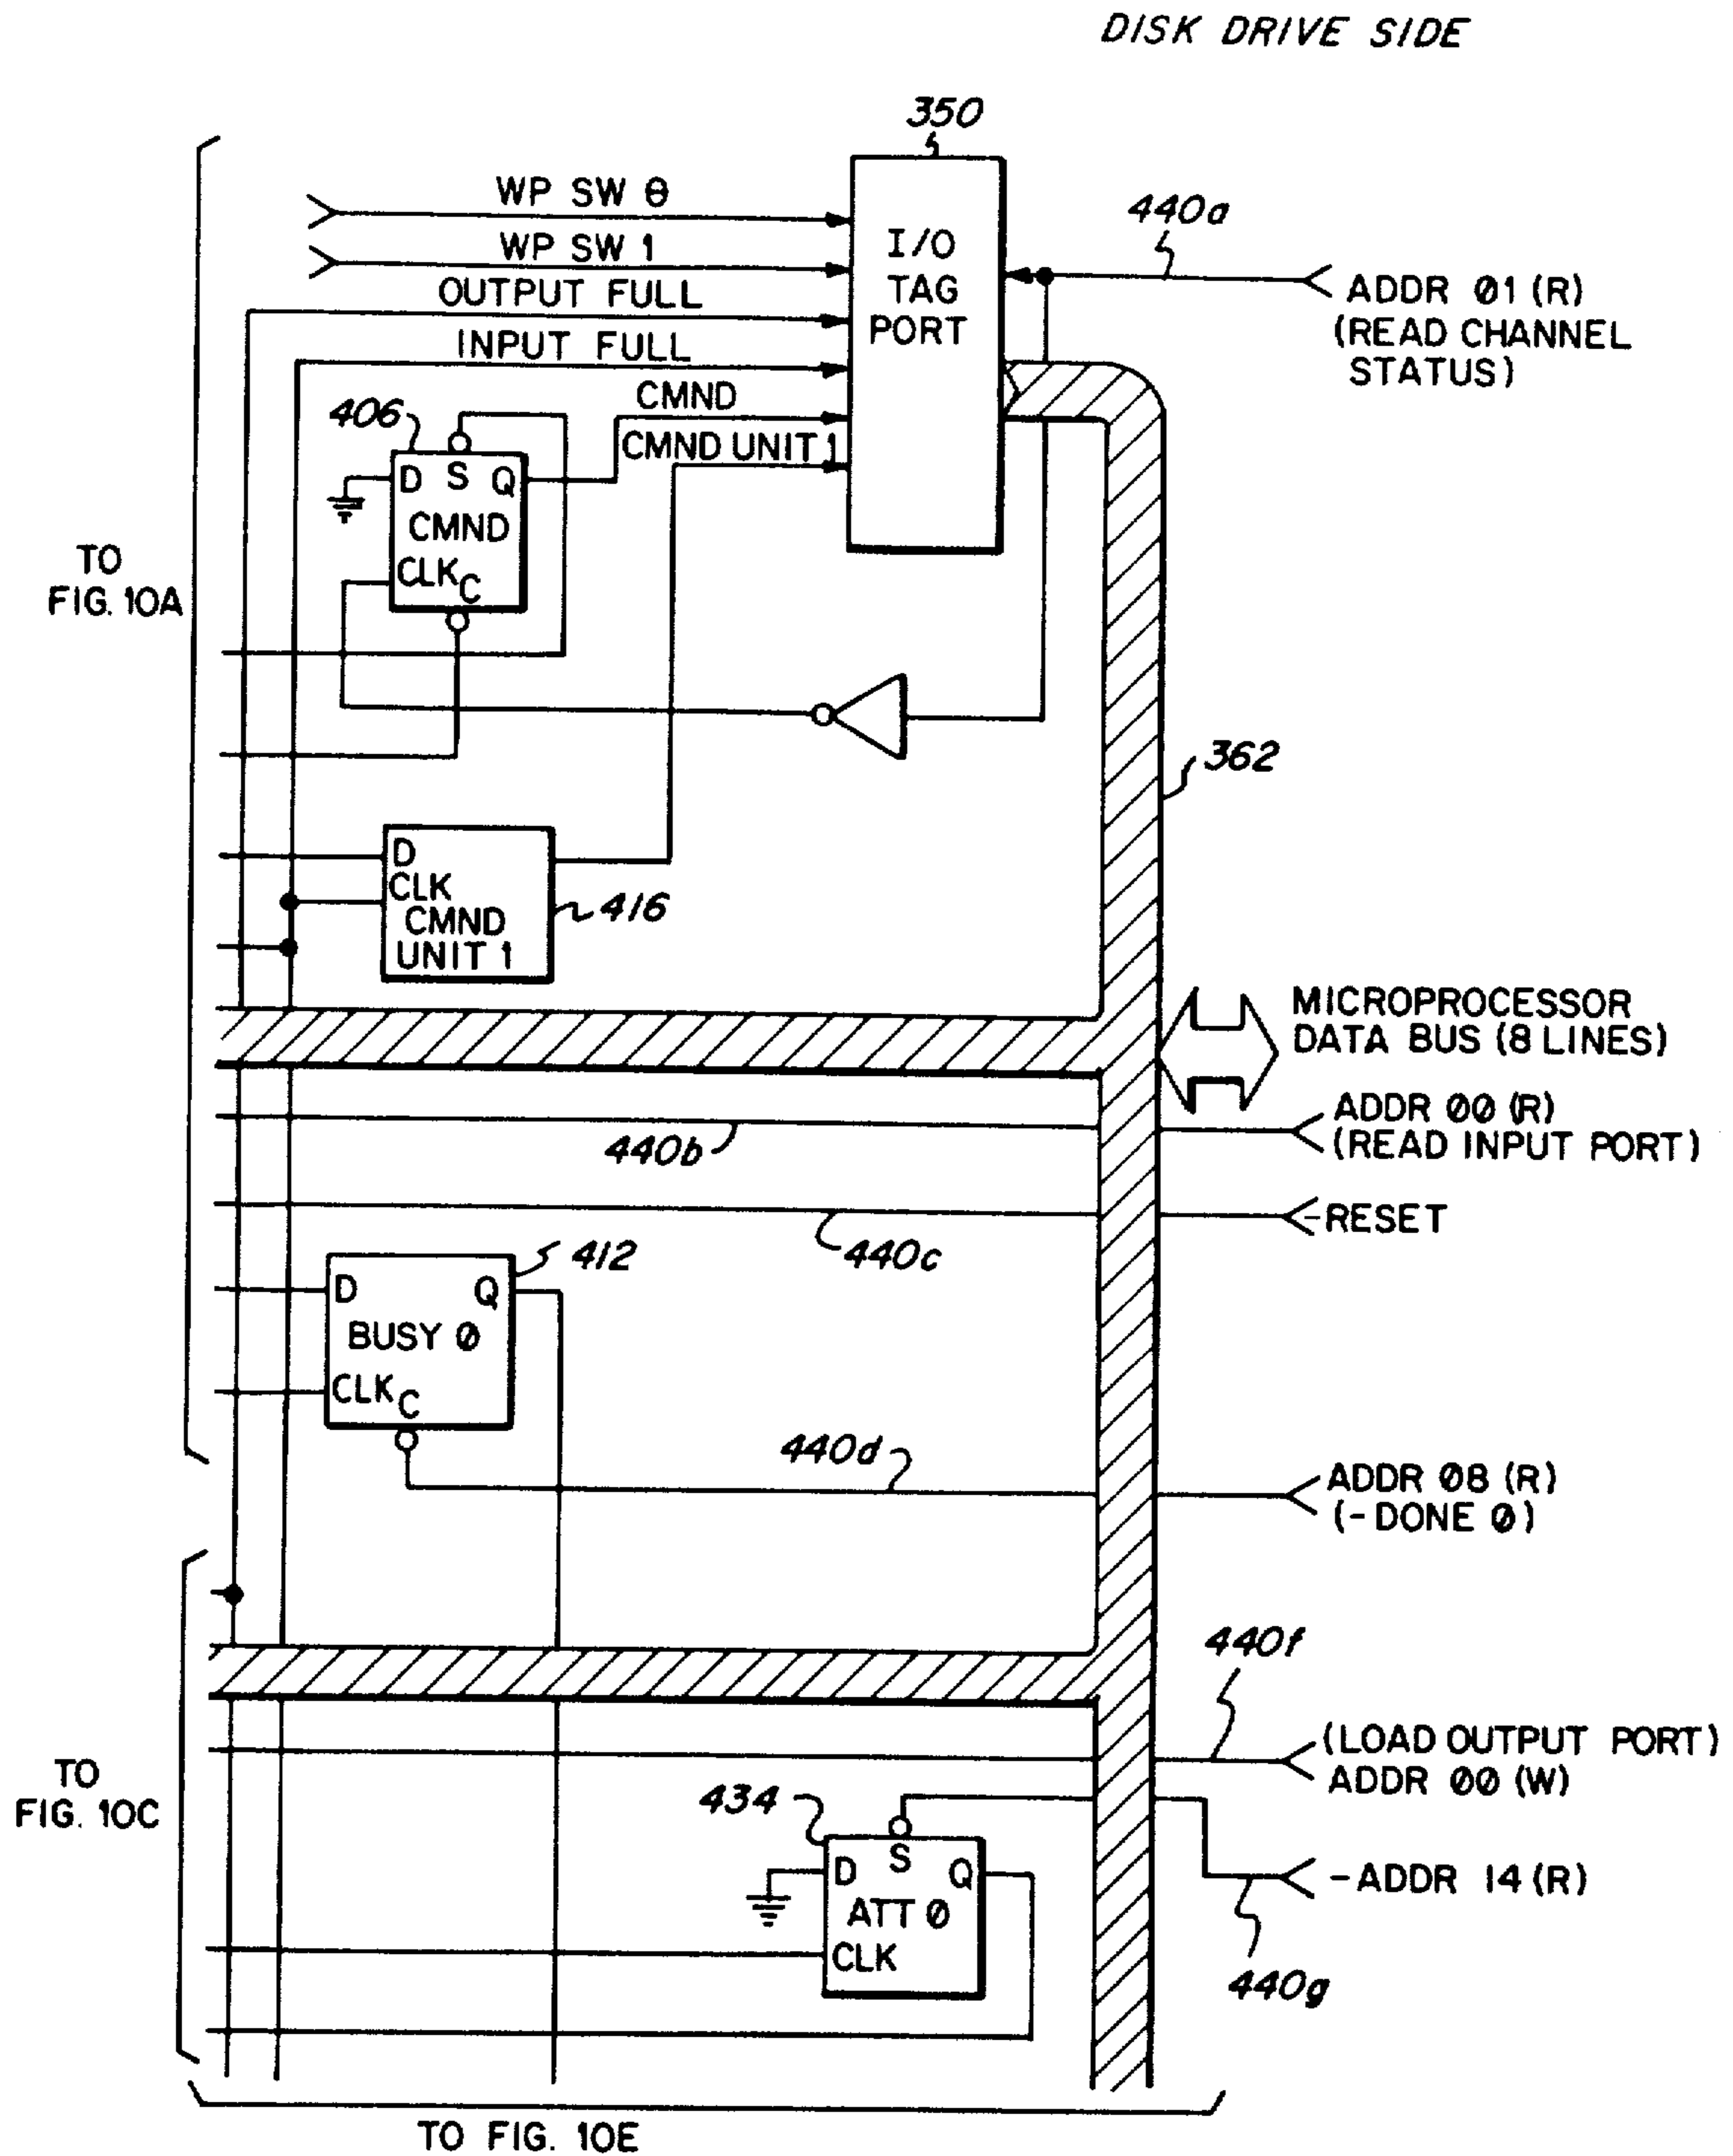 DISK DRIVE SIDE
350
WP SW 0
WP SW 1
OUTPUT FULL
INPUT FULL
CMND
CMND UNIT 1
I/O
TAG
PORT
440a
ADDR 01 (R)
(READ CHANNEL
STATUS)
406
D S Q
CMND
CLK C
TO
FIG. 10A
362
D
CLK
CMND
UNIT 1
416
MICROPROCESSOR
DATA BUS (8 LINES)
ADDR 00 (R)
(READ INPUT PORT)
440b
-RESET
440c
412
D Q
BUSY 0
CLK C
440d
ADDR 08 (R)
(-DONE 0)
440f
(LOAD OUTPUT PORT)
ADDR 00 (W)
TO
FIG. 10C
434
D S Q
ATT 0
CLK
-ADDR 14 (R)
440g
TO FIG. 10E